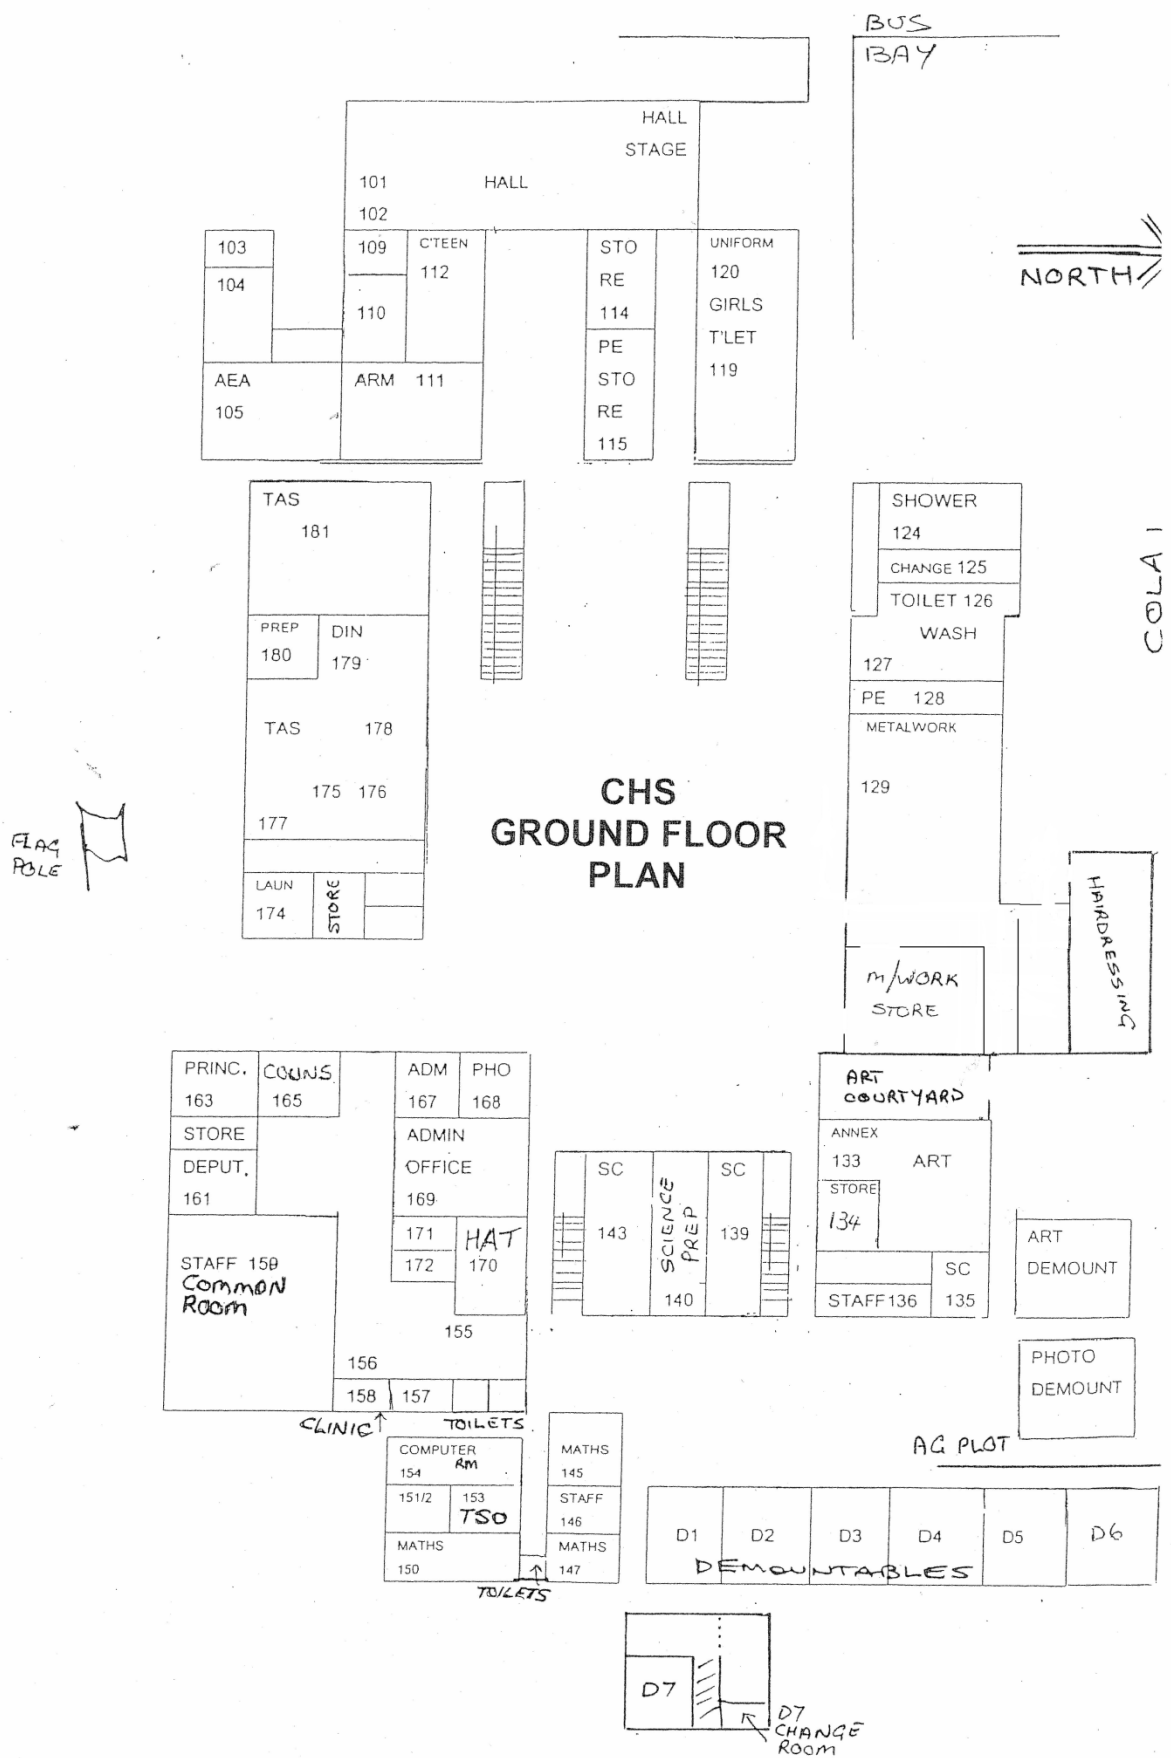 BUS
BAY
HALL
STAGE
101
HALL
102
103
104
109
110
C'TEEN
112
STO
RE
114
PE
STO
RE
115
UNIFORM
120
GIRLS
T'LET
119
NORTH
AEA
105
ARM 111
TAS
181
PREP
180
DIN
179
TAS 178
175 176
177
LAUN
174
STORE
FLAG
POLE
CHS
GROUND FLOOR
PLAN
SHOWER
124
CHANGE 125
TOILET 126
WASH
127
PE 128
METALWORK
129
COLA 1
HAIRDRESSING
M/WORK
STORE
ART
COURTYARD
PRINC.
163
COUNS.
165
ADM
167
PHO
168
STORE
DEPUT.
161
ADMIN
OFFICE
169
171
172
HAT
170
STAFF 159
COMMON
ROOM
155
156
158
157
CLINIC
TOILETS
SC
143
SCIENCE
PREP
140
SC
139
ANNEX
133
ART
STORE
134
STAFF 136
SC
135
ART
DEMOUNT
PHOTO
DEMOUNT
AG PLOT
COMPUTER
RM
154
151/2
153
TSO
MATHS
150
MATHS
145
STAFF
146
MATHS
147
TOILETS
D1
D2
D3
D4
D5
D6
DEMOUNTABLES
D7
D7
CHANGE
ROOM